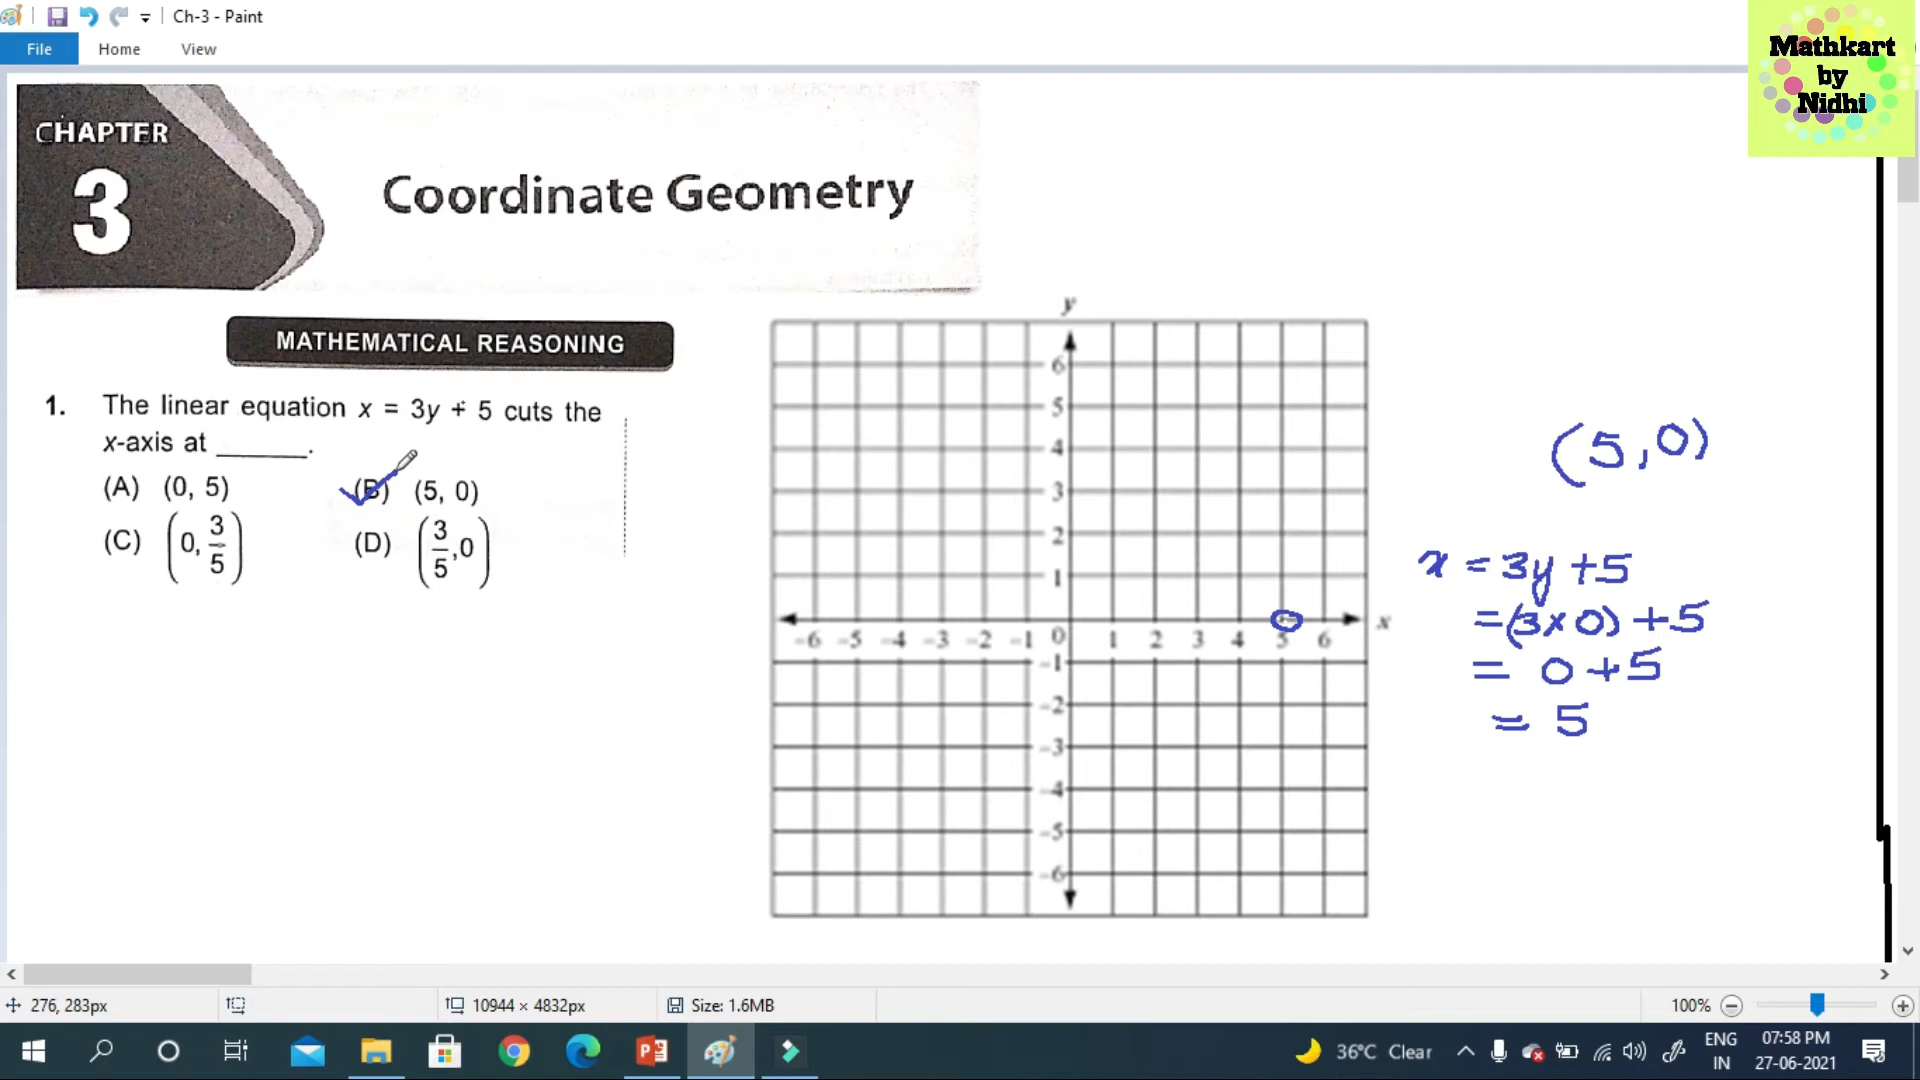 Ch-3 - Paint
File Home View
Mathkart
by
Nidhi
CHAPTER
3
Coordinate Geometry
MATHEMATICAL REASONING
1. The linear equation x = 3y + 5 cuts the
x-axis at ______.
(A) (0, 5) (B) (5, 0)
(C) (0, 3/5) (D) (3/5, 0)
y
6
5
4
3
2
1
-6 -5 -4 -3 -2 -1 0 1 2 3 4 5 6 x
-1
-2
-3
-4
-5
-6
(5,0)
x = 3y +5
= (3×0) +5
= 0+5
= 5
276, 283px 10944 × 4832px Size: 1.6MB 100%
36°C Clear ENG 07:58 PM
IN 27-06-2021